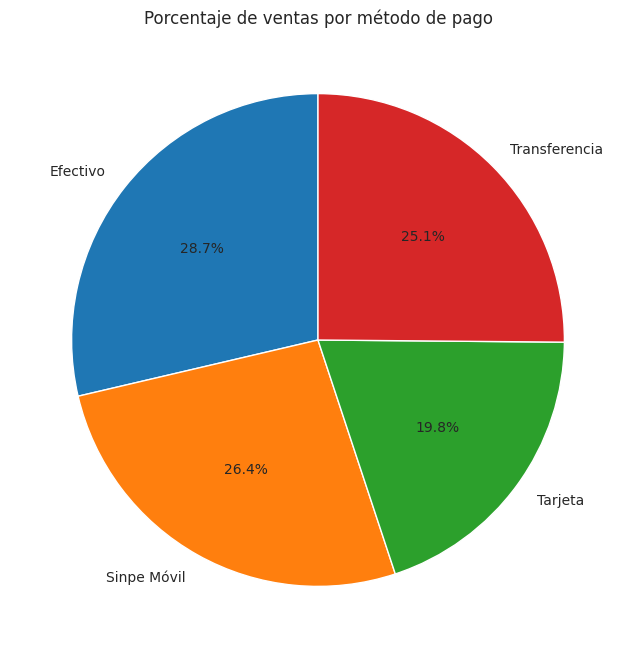 Porcentaje de ventas por método de pago
Transferencia
Efectivo
25.1%
28.7%
19.8%
26.4%
Tarjeta
Sinpe Móvil